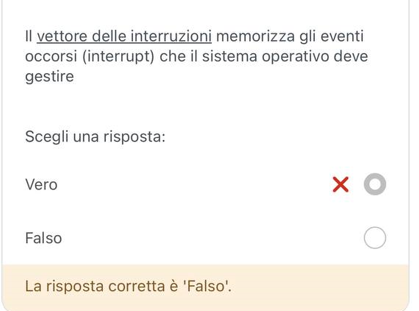 Il vettore delle interruzioni memorizza gli eventi
occorsi (interrupt) che il sistema operativo deve
gestire
Scegli una risposta:
Vero
Falso
La risposta corretta è 'Falso'.